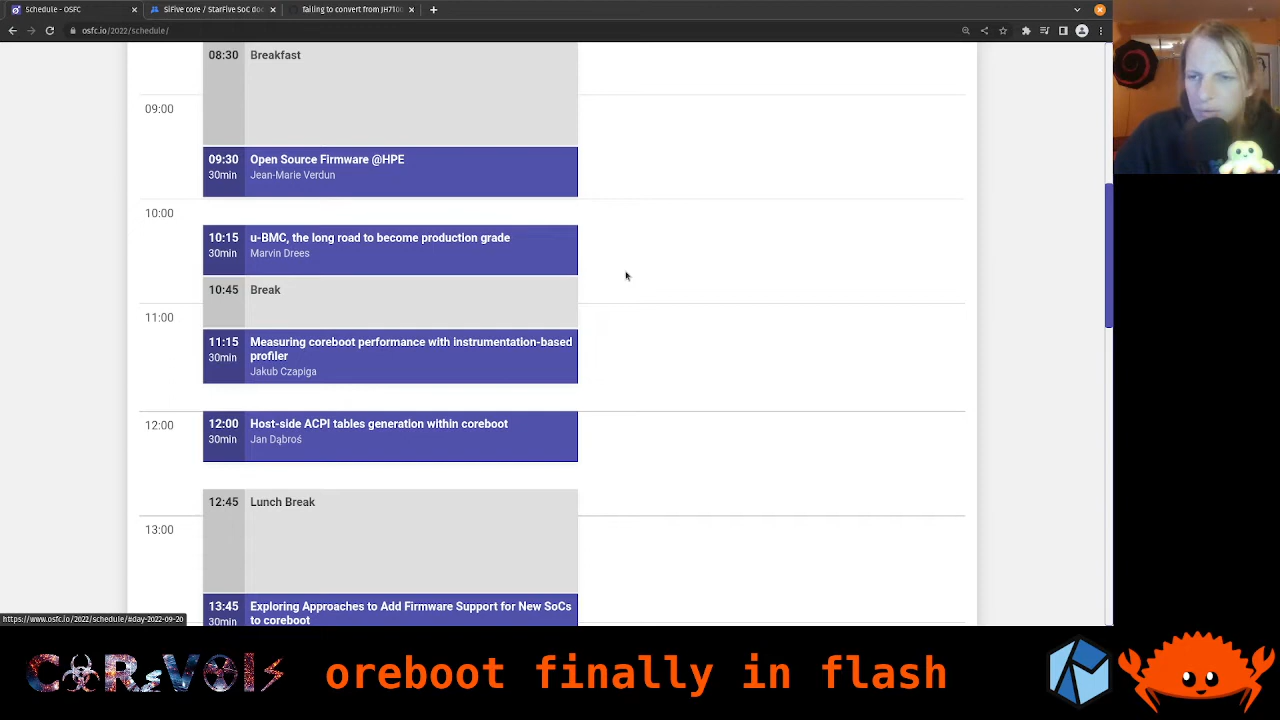 Schedule - OSFC
SiFive core / StarFive SoC doc
failing to convert from JH7100
osfc.io/2022/schedule/
08:30 Breakfast
09:00
09:30 Open Source Firmware @HPE
30min Jean-Marie Verdun
10:00
10:15 u-BMC, the long road to become production grade
30min Marvin Drees
10:45 Break
11:00
11:15 Measuring coreboot performance with instrumentation-based
30min profiler
Jakub Czapiga
12:00
12:00 Host-side ACPI tables generation within coreboot
30min Jan Dąbroś
12:45 Lunch Break
13:00
13:45 Exploring Approaches to Add Firmware Support for New SoCs
30min to coreboot
https://www.osfc.io/2022/schedule/#day-2022-09-20
oreboot finally in flash